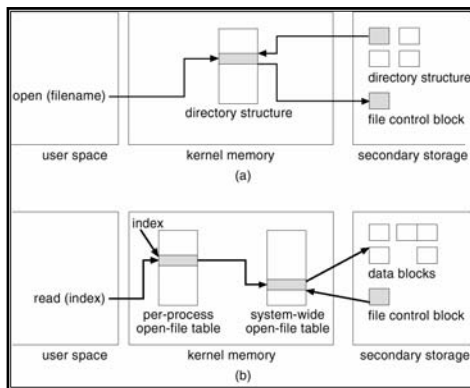 open (filename)
directory structure
directory structure
file control block
user space
kernel memory
secondary storage
(a)
index
read (index)
per-process
open-file table
system-wide
open-file table
data blocks
file control block
user space
kernel memory
secondary storage
(b)